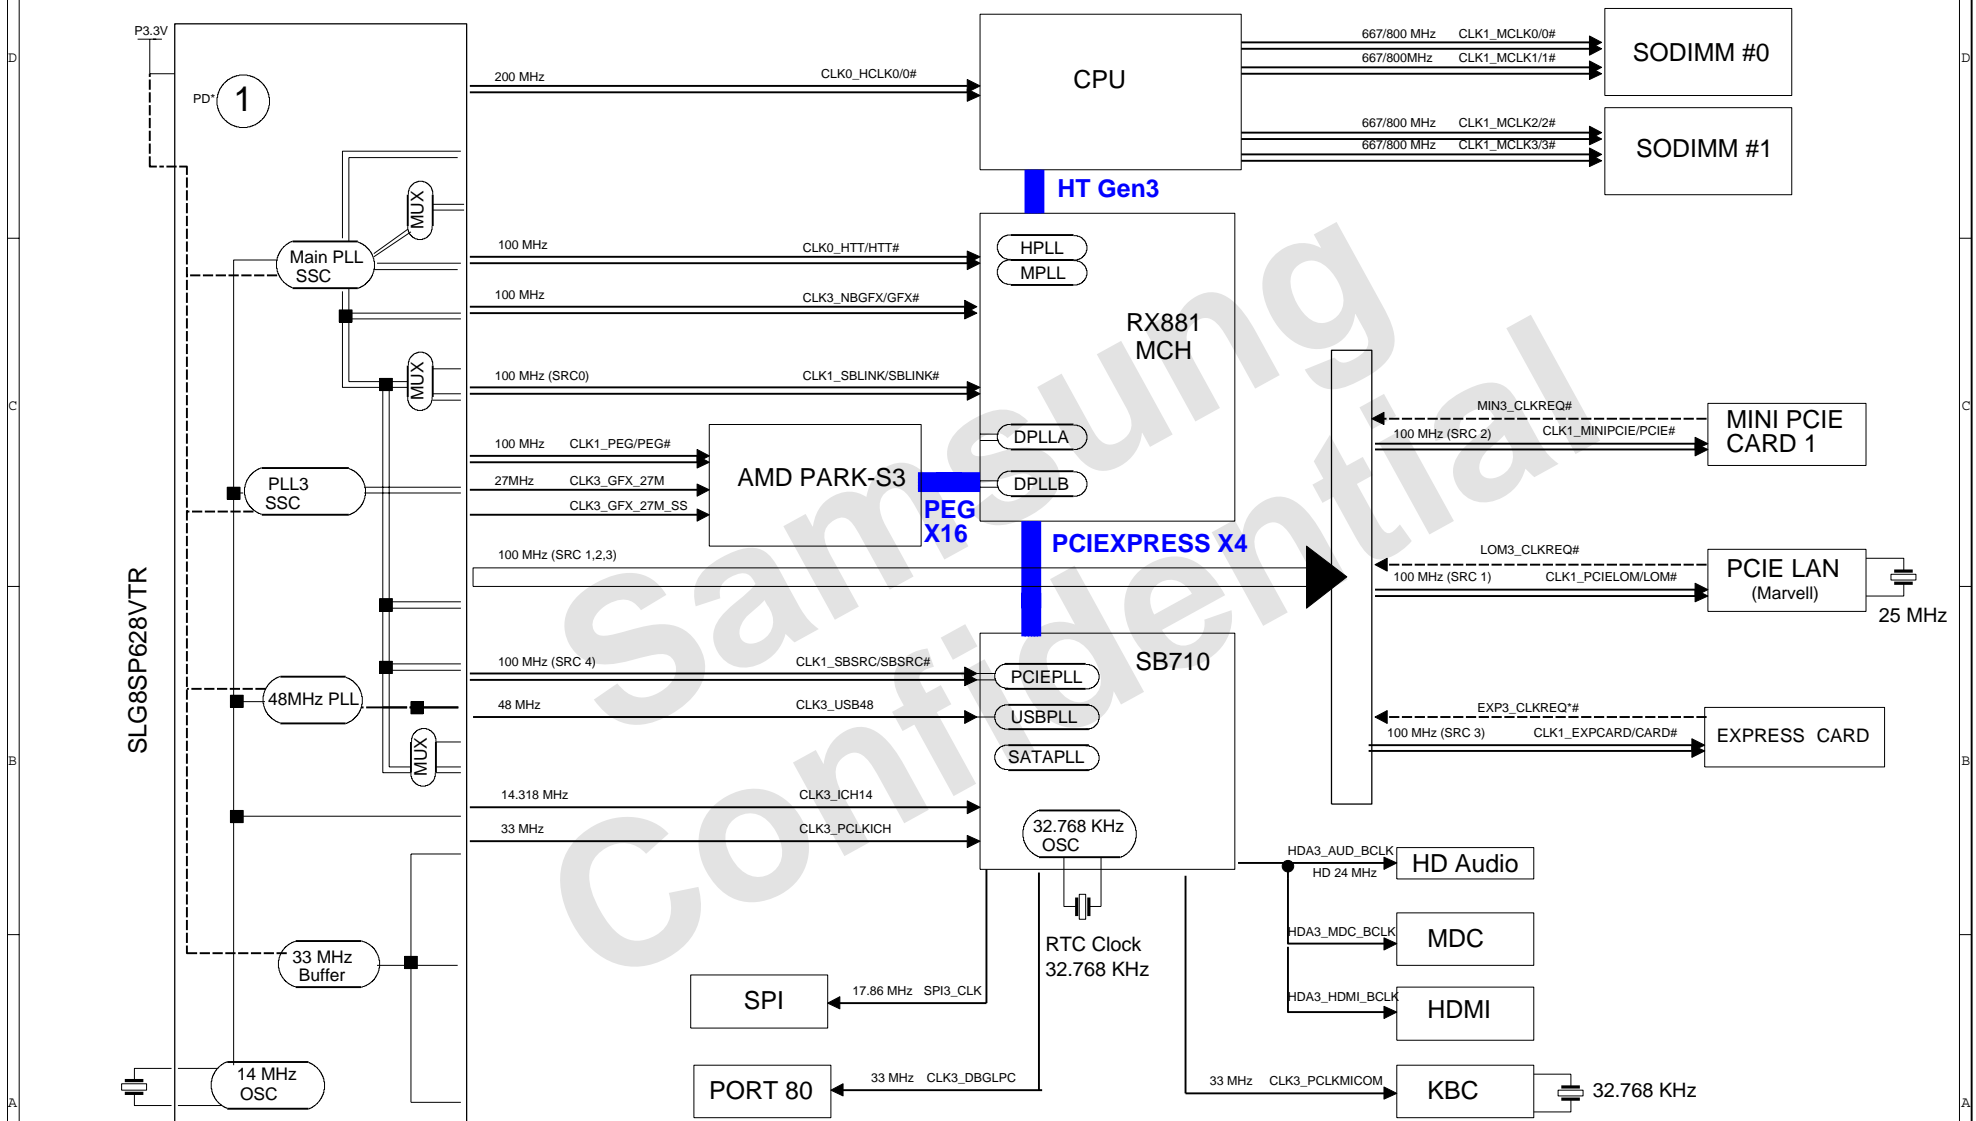 P3.3V
D
D
PD*
1
200 MHz
CLK0_HCLK0/0#
CPU
667/800 MHz
CLK1_MCLK0/0#
667/800MHz
CLK1_MCLK1/1#
SODIMM #0
667/800 MHz
CLK1_MCLK2/2#
667/800 MHz
CLK1_MCLK3/3#
SODIMM #1
HT Gen3
MUX
Main PLL
SSC
100 MHz
CLK0_HTT/HTT#
HPLL
MPLL
100 MHz
CLK3_NBGFX/GFX#
RX881
MCH
MUX
100 MHz (SRC0)
CLK1_SBLINK/SBLINK#
C
C
MIN3_CLKREQ#
100 MHz (SRC 2)
CLK1_MINIPCIE/PCIE#
MINI PCIE
CARD 1
100 MHz
CLK1_PEG/PEG#
27MHz
CLK3_GFX_27M
CLK3_GFX_27M_SS
AMD PARK-S3
DPLLA
DPLLB
PEG
X16
PLL3
SSC
PCIEXPRESS X4
100 MHz (SRC 1,2,3)
LOM3_CLKREQ#
100 MHz (SRC 1)
CLK1_PCIELOM/LOM#
PCIE LAN
(Marvell)
25 MHz
SLG8SP628VTR
SB710
100 MHz (SRC 4)
CLK1_SBSRC/SBSRC#
PCIEPLL
48MHz PLL
48 MHz
CLK3_USB48
USBPLL
SATAPLL
EXP3_CLKREQ*#
100 MHz (SRC 3)
CLK1_EXPCARD/CARD#
EXPRESS CARD
MUX
B
B
14.318 MHz
CLK3_ICH14
33 MHz
CLK3_PCLKICH
32.768 KHz
OSC
HDA3_AUD_BCLK
HD 24 MHz
HD Audio
RTC Clock
32.768 KHz
HDA3_MDC_BCLK
MDC
33 MHz
Buffer
SPI
17.86 MHz
SPI3_CLK
HDA3_HDMI_BCLK
HDMI
14 MHz
OSC
PORT 80
33 MHz
CLK3_DBGLPC
33 MHz
CLK3_PCLKMICOM
KBC
32.768 KHz
A
A
Samsung
Confidential